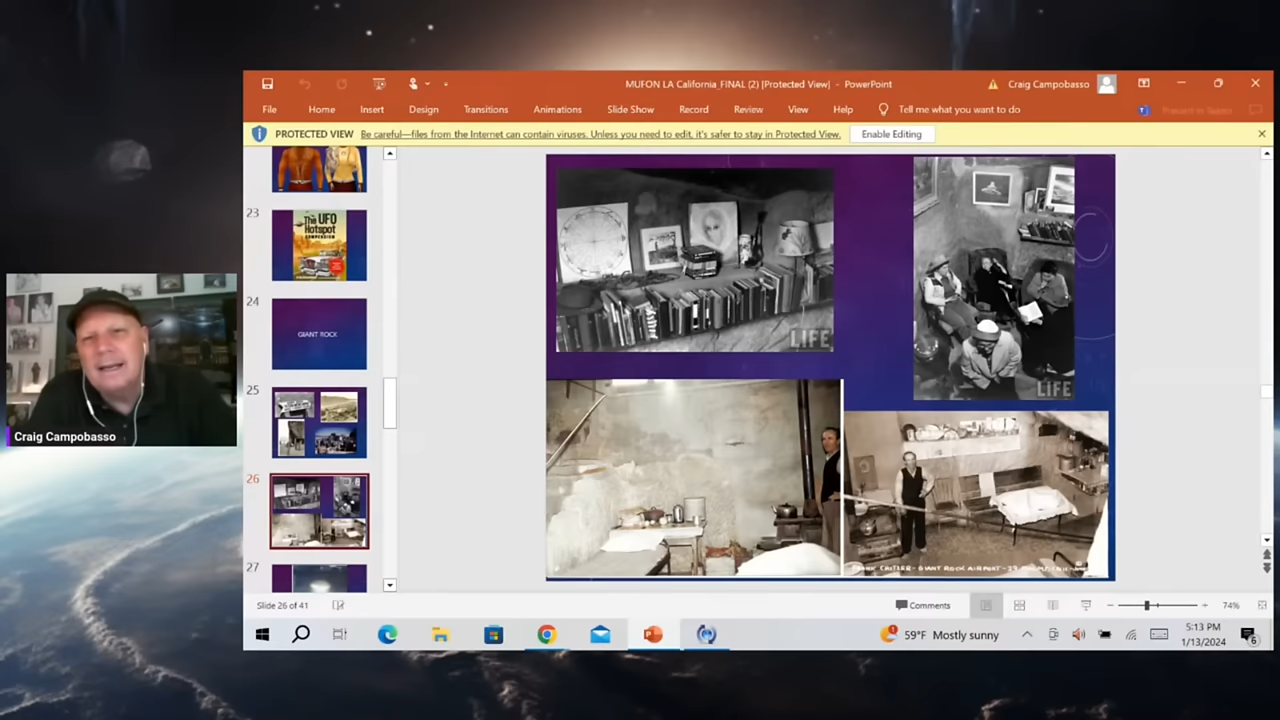 MUFON LA California_FINAL (2) [Protected View] - PowerPoint
Craig Campobasso
File Home Insert Design Transitions Animations Slide Show Record Review View Help Tell me what you want to do
PROTECTED VIEW Be careful—files from the Internet can contain viruses. Unless you need to edit, it's safer to stay in Protected View. Enable Editing
23
The UFO
Hotspot
COMPENDIUM
24
GIANT ROCK
25
26
27
LIFE
LIFE
GIANT ROCK AIRPORT
Craig Campobasso
Slide 26 of 41
Comments
74%
59°F Mostly sunny
5:13 PM
1/13/2024
6